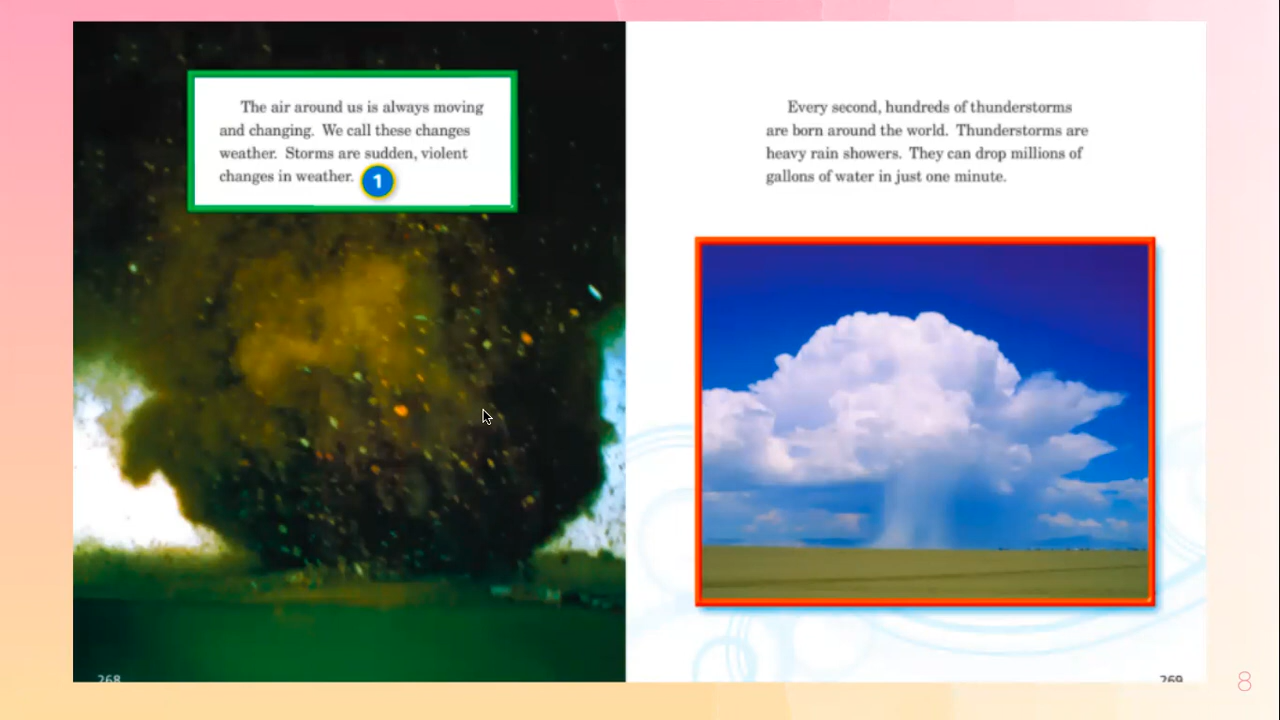 The air around us is always moving
and changing. We call these changes
weather. Storms are sudden, violent
changes in weather.
1
Every second, hundreds of thunderstorms
are born around the world. Thunderstorms are
heavy rain showers. They can drop millions of
gallons of water in just one minute.
268
269
8